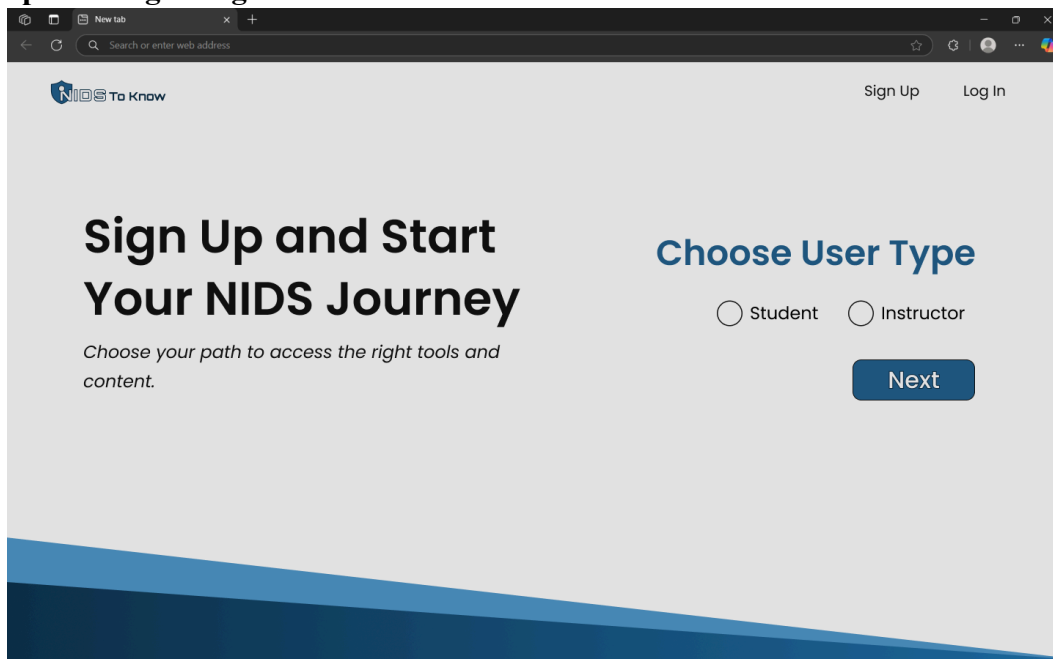 New tab
Search or enter web address
NIDS To Know
Sign Up
Log In
Sign Up and Start
Your NIDS Journey
Choose your path to access the right tools and
content.
Choose User Type
Student
Instructor
Next